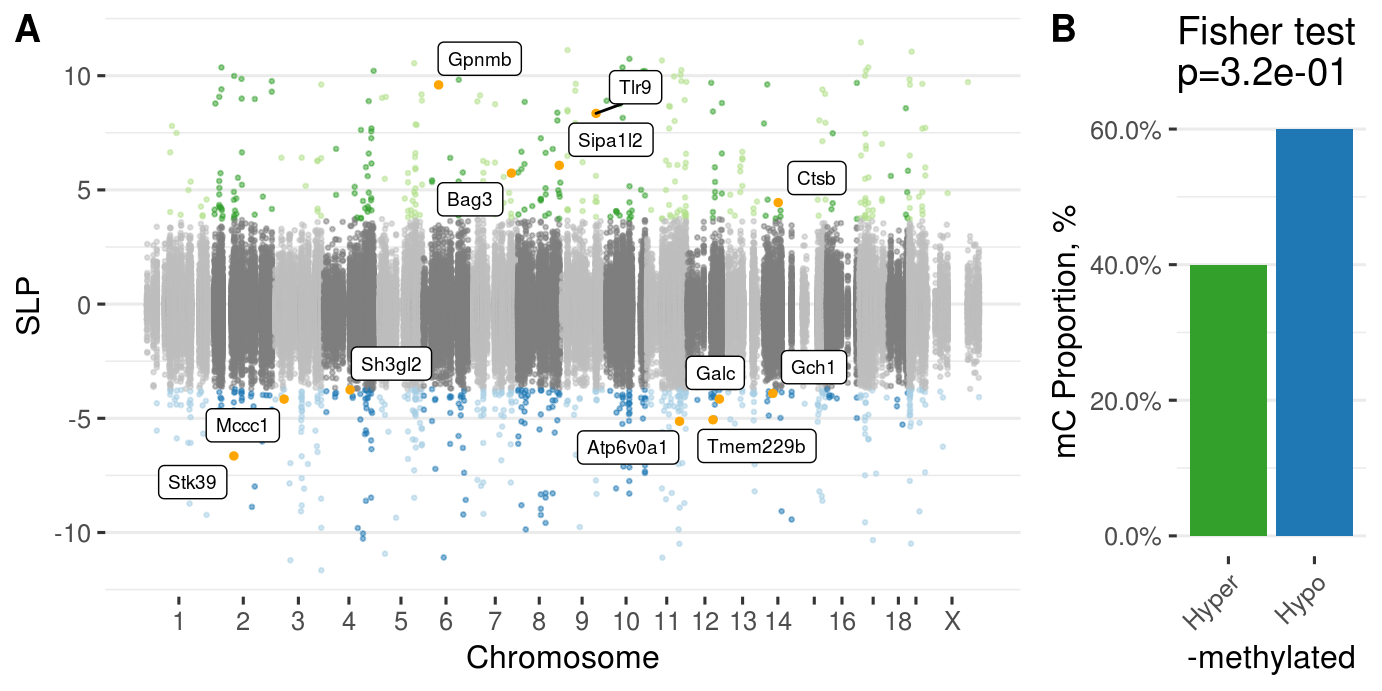 A
SLP
10
5
0
-5
-10
Gpnmb
Tlr9
Sipa1l2
Bag3
Ctsb
Sh3gl2
Galc
Gch1
Mccc1
Atp6v0a1
Tmem229b
Stk39
1 2 3 4 5 6 7 8 9 10 11 12 13 14 16 18 X
Chromosome
B
Fisher test
p=3.2e-01
mC Proportion, %
60.0%
40.0%
20.0%
0.0%
Hyper
Hypo
-methylated